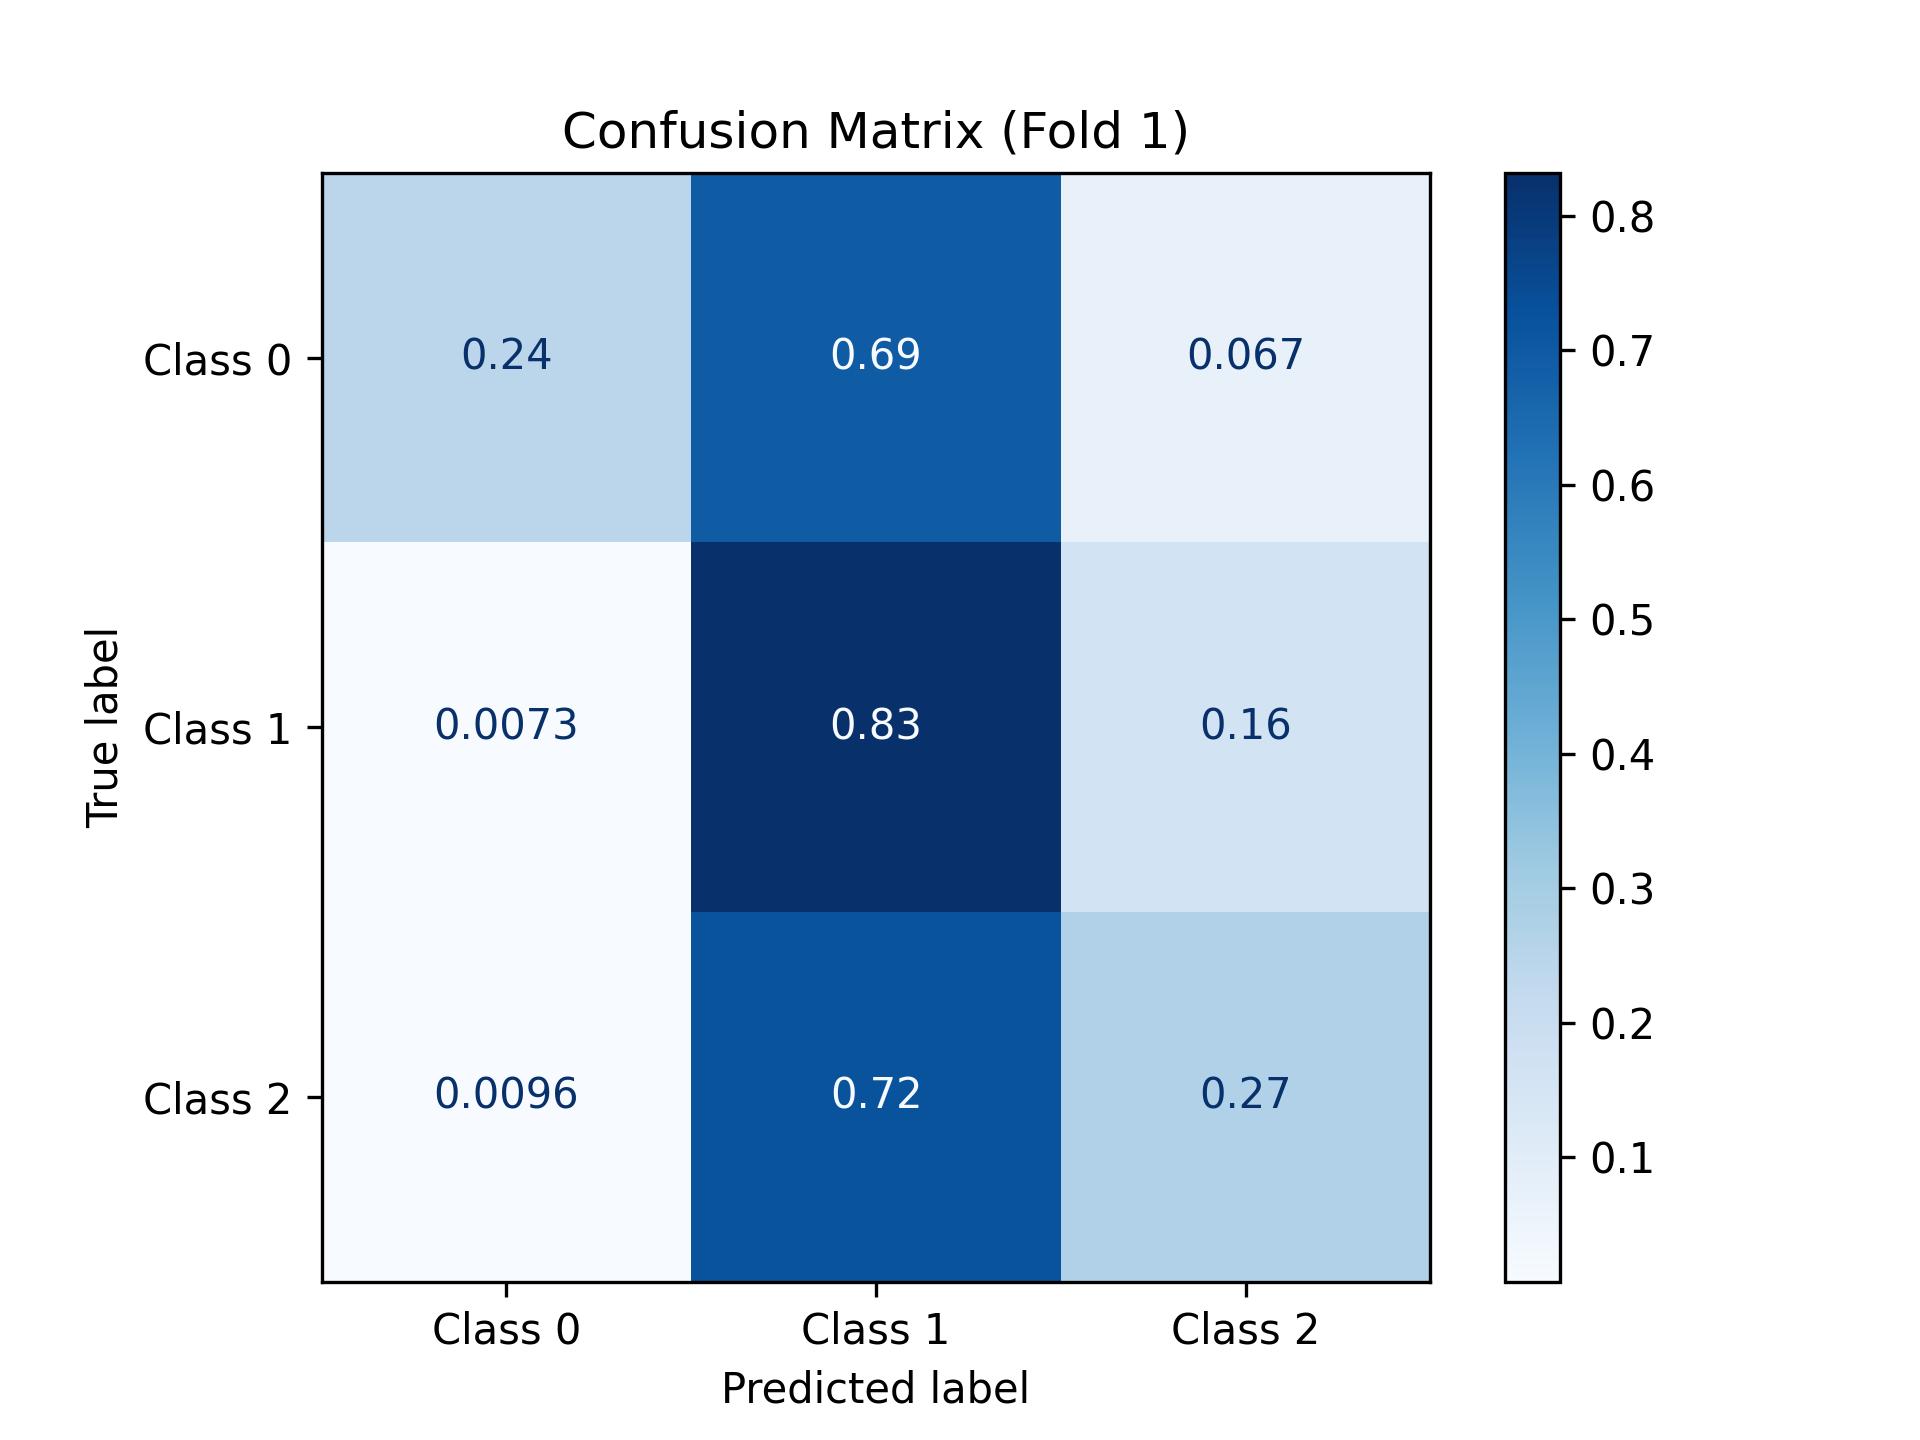 Confusion Matrix (Fold 1)
True label
Class 0
0.24 0.69 0.067
Class 1
0.0073 0.83 0.16
Class 2
0.0096 0.72 0.27
Class 0 Class 1 Class 2
Predicted label
0.8
0.7
0.6
0.5
0.4
0.3
0.2
0.1